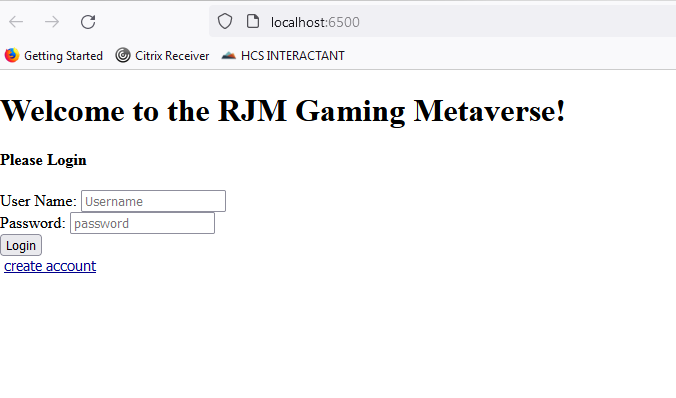 localhost:6500
Getting Started Citrix Receiver HCS INTERACTANT
Welcome to the RJM Gaming Metaverse!
Please Login
User Name: Username
Password: password
Login
create account